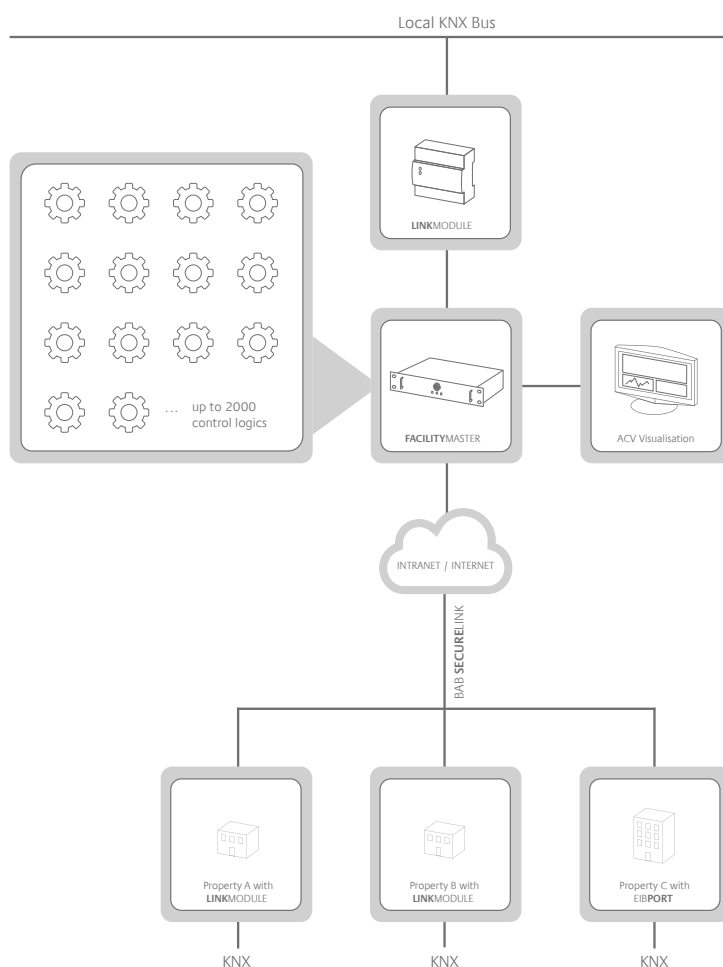 Local KNX Bus
LINKMODULE
... up to 2000
control logics
FACILITYMASTER
ACV Visualisation
INTRANET / INTERNET
BAB SECURELINK
Property A with
LINKMODULE
Property B with
LINKMODULE
Property C with
EIBPORT
KNX
KNX
KNX